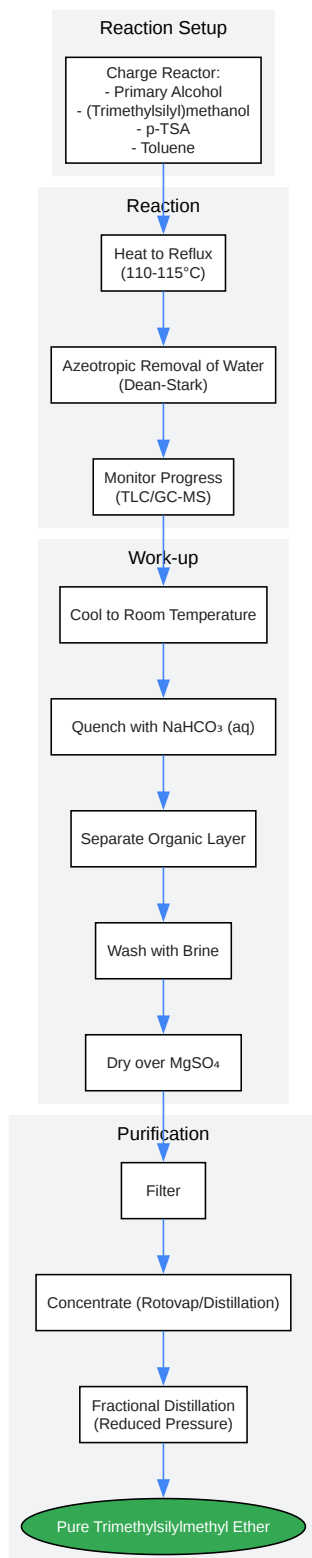 Reaction Setup
Charge Reactor:
- Primary Alcohol
- (Trimethylsilyl)methanol
- p-TSA
- Toluene
Reaction
Heat to Reflux
(110-115°C)
Azeotropic Removal of Water
(Dean-Stark)
Monitor Progress
(TLC/GC-MS)
Work-up
Cool to Room Temperature
Quench with NaHCO₃ (aq)
Separate Organic Layer
Wash with Brine
Dry over MgSO₄
Purification
Filter
Concentrate (Rotovap/Distillation)
Fractional Distillation
(Reduced Pressure)
Pure Trimethylsilylmethyl Ether